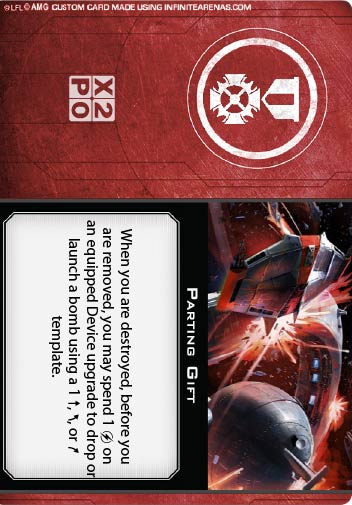 ©LFL © AMG CUSTOM CARD MADE USING INFINITEARENAS.COM
X2
PO
Parting Gift
When you are destroyed, before you
are removed, you may spend 1 on
an equipped Device upgrade to drop or
launch a bomb using a 1 , , or
template.